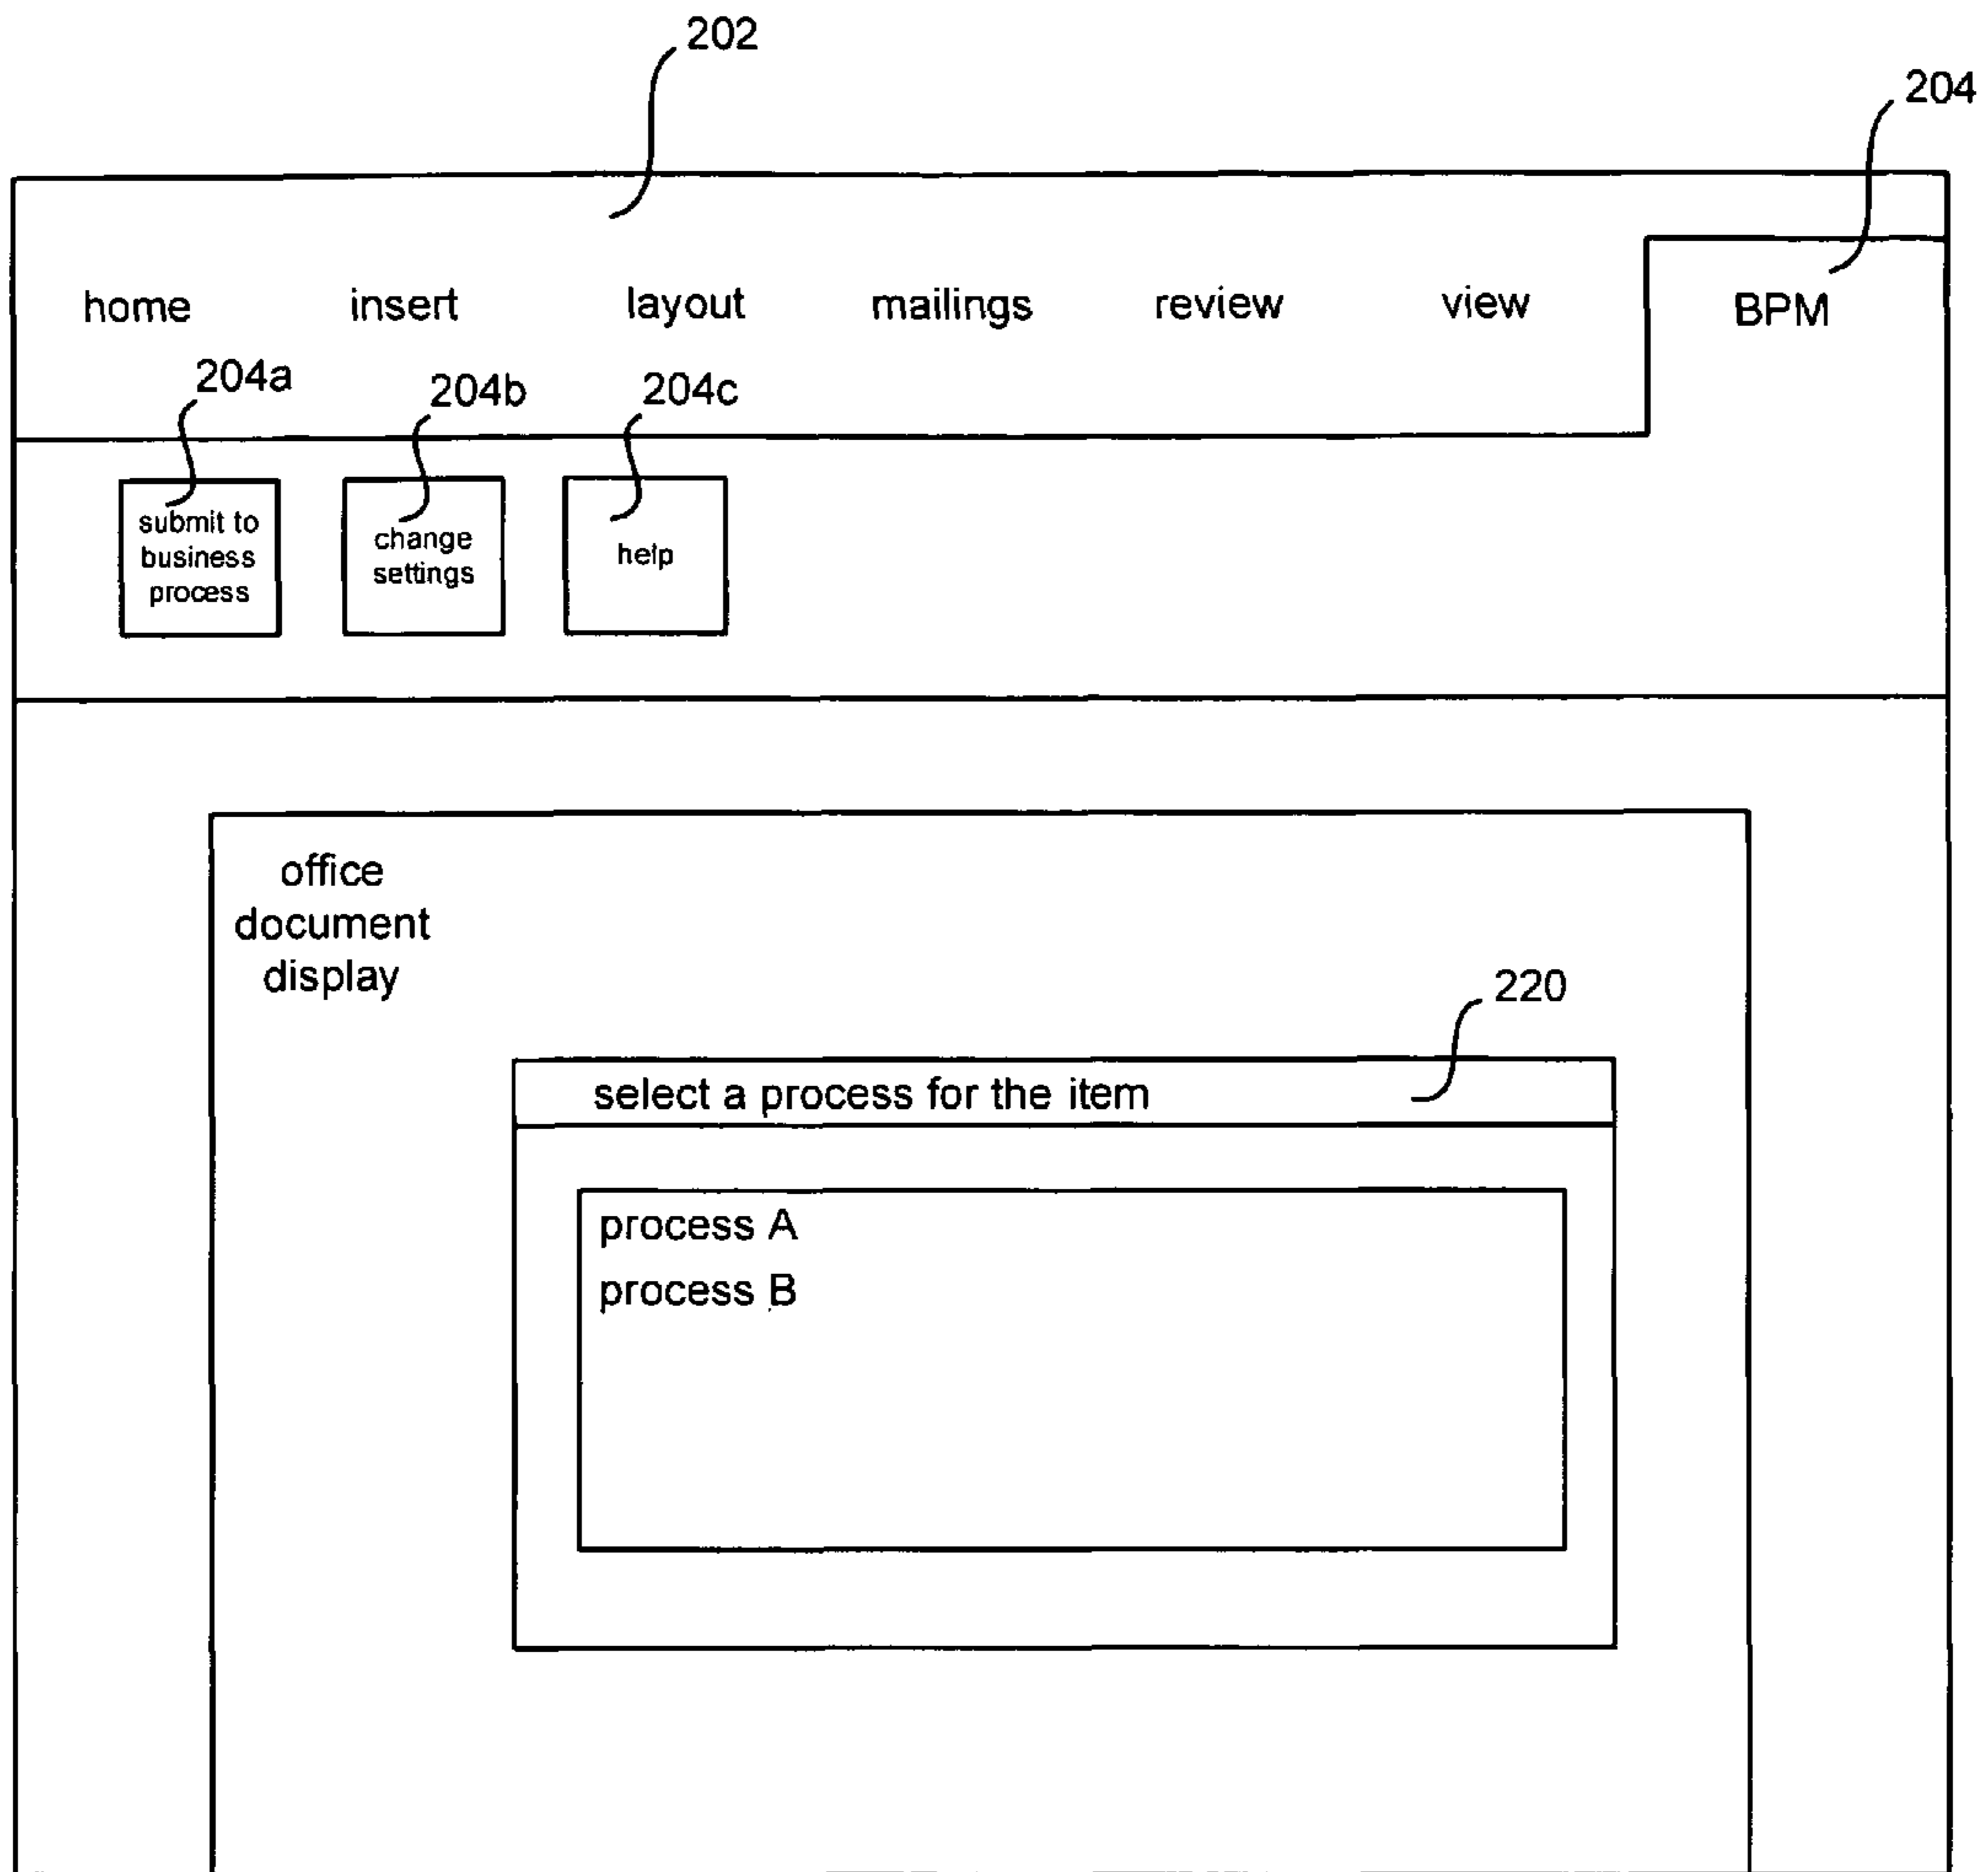 202
204
home insert layout mailings review view BPM
204a 204b 204c
submit to
business
process
change
settings
help
office
document
display
220
select a process for the item
process A
process B